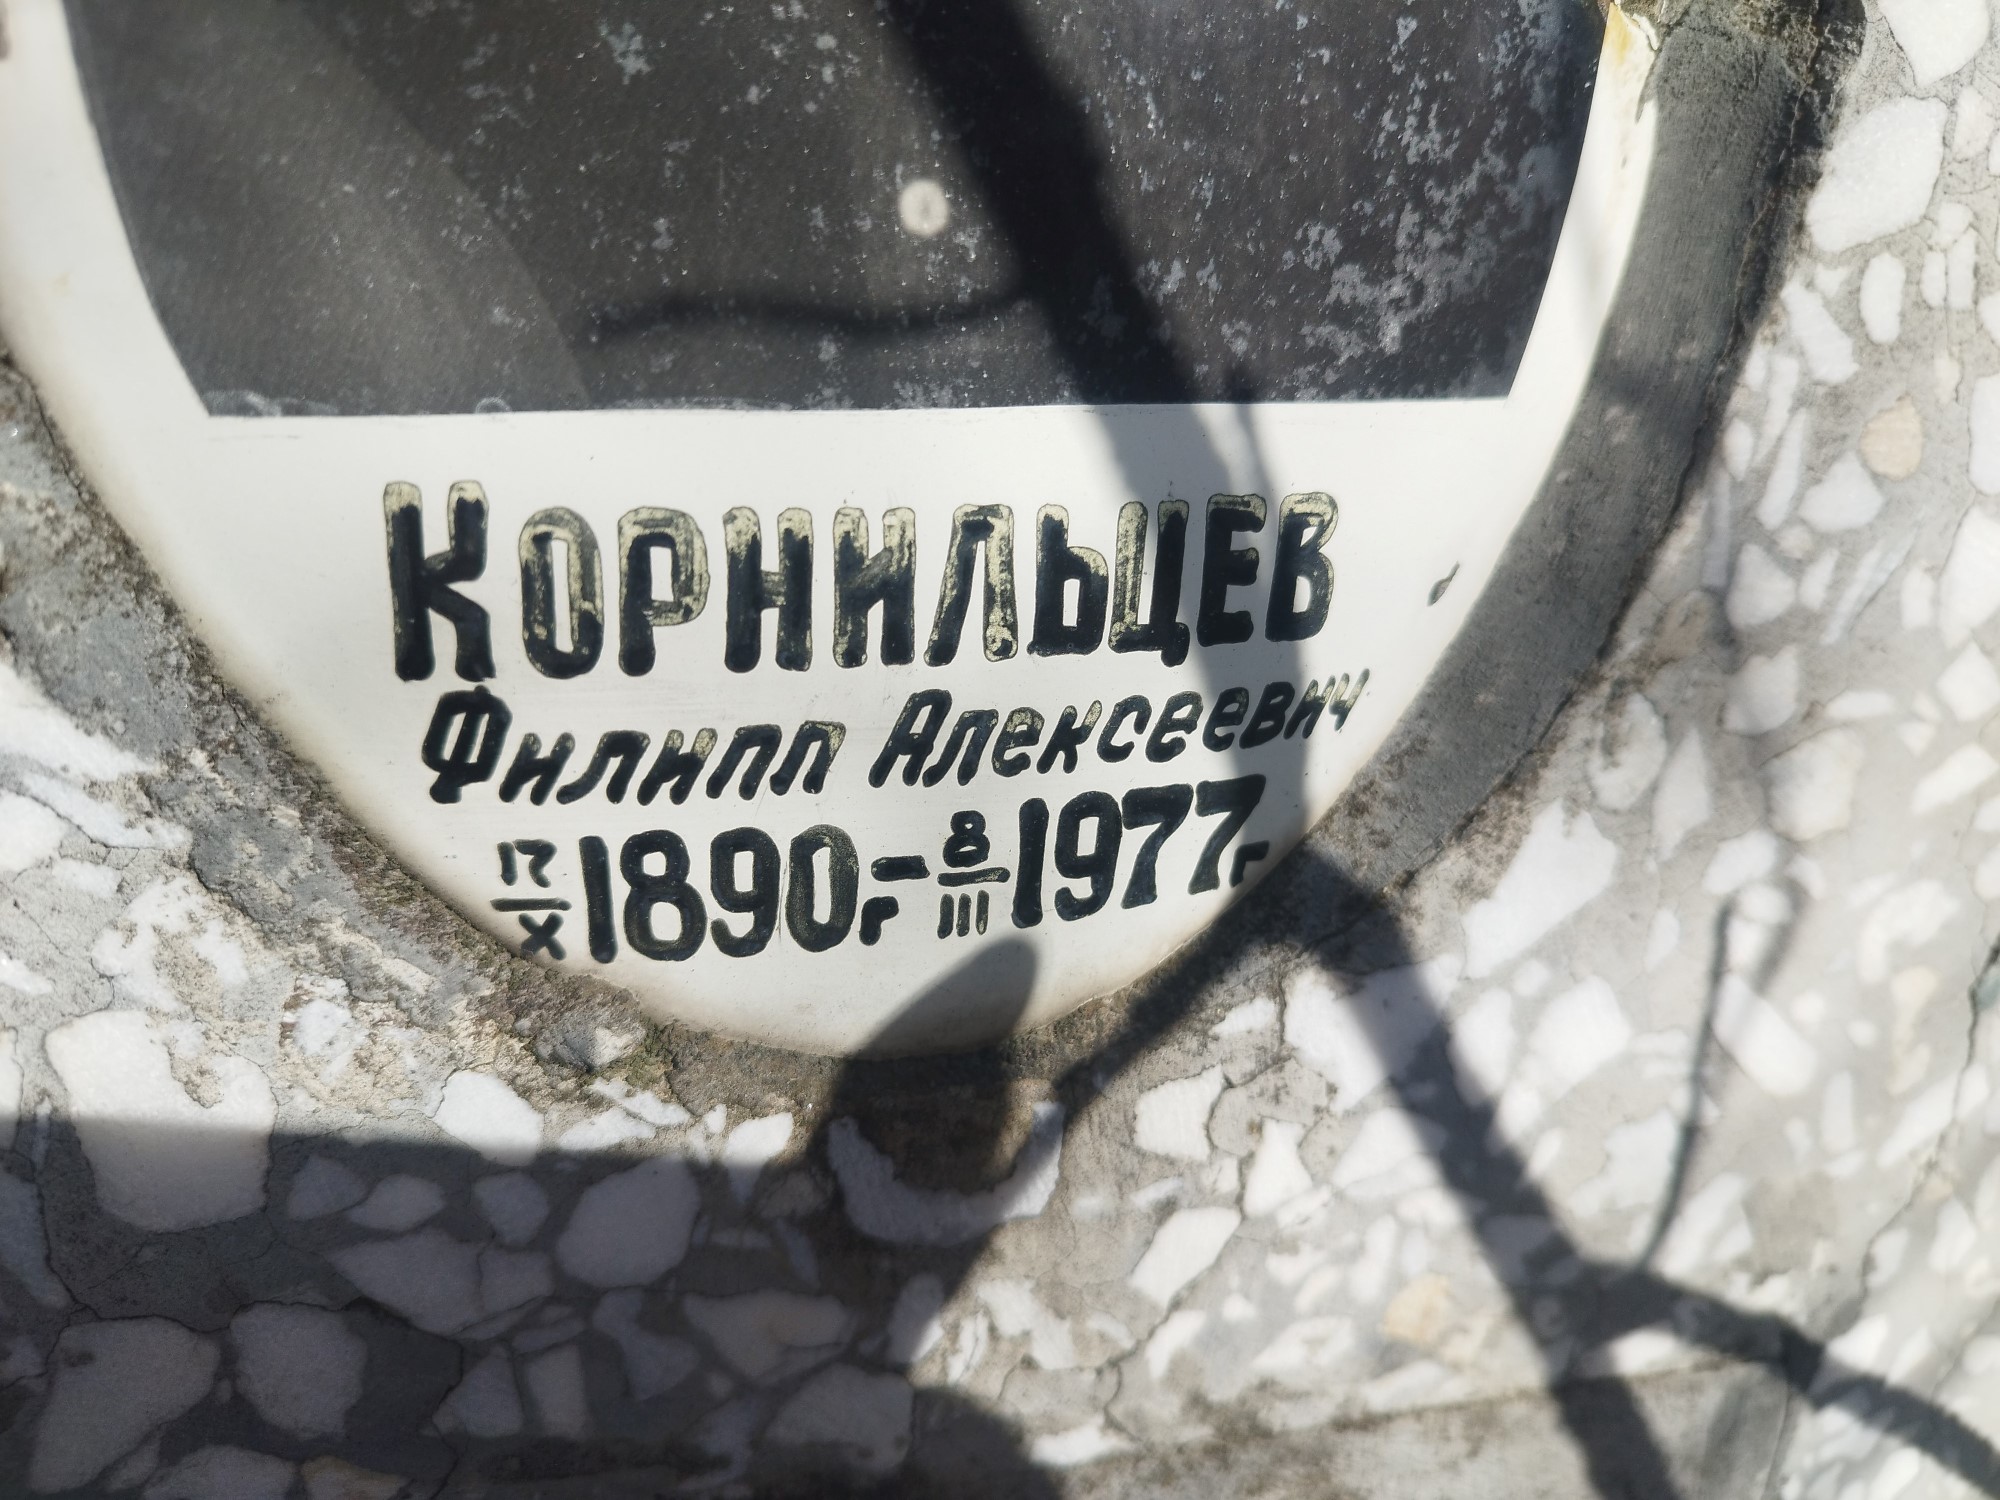 КОРНИЛЬЦЕВ
Филипп Алексеевич
17/X 1890г-8/III 1977г